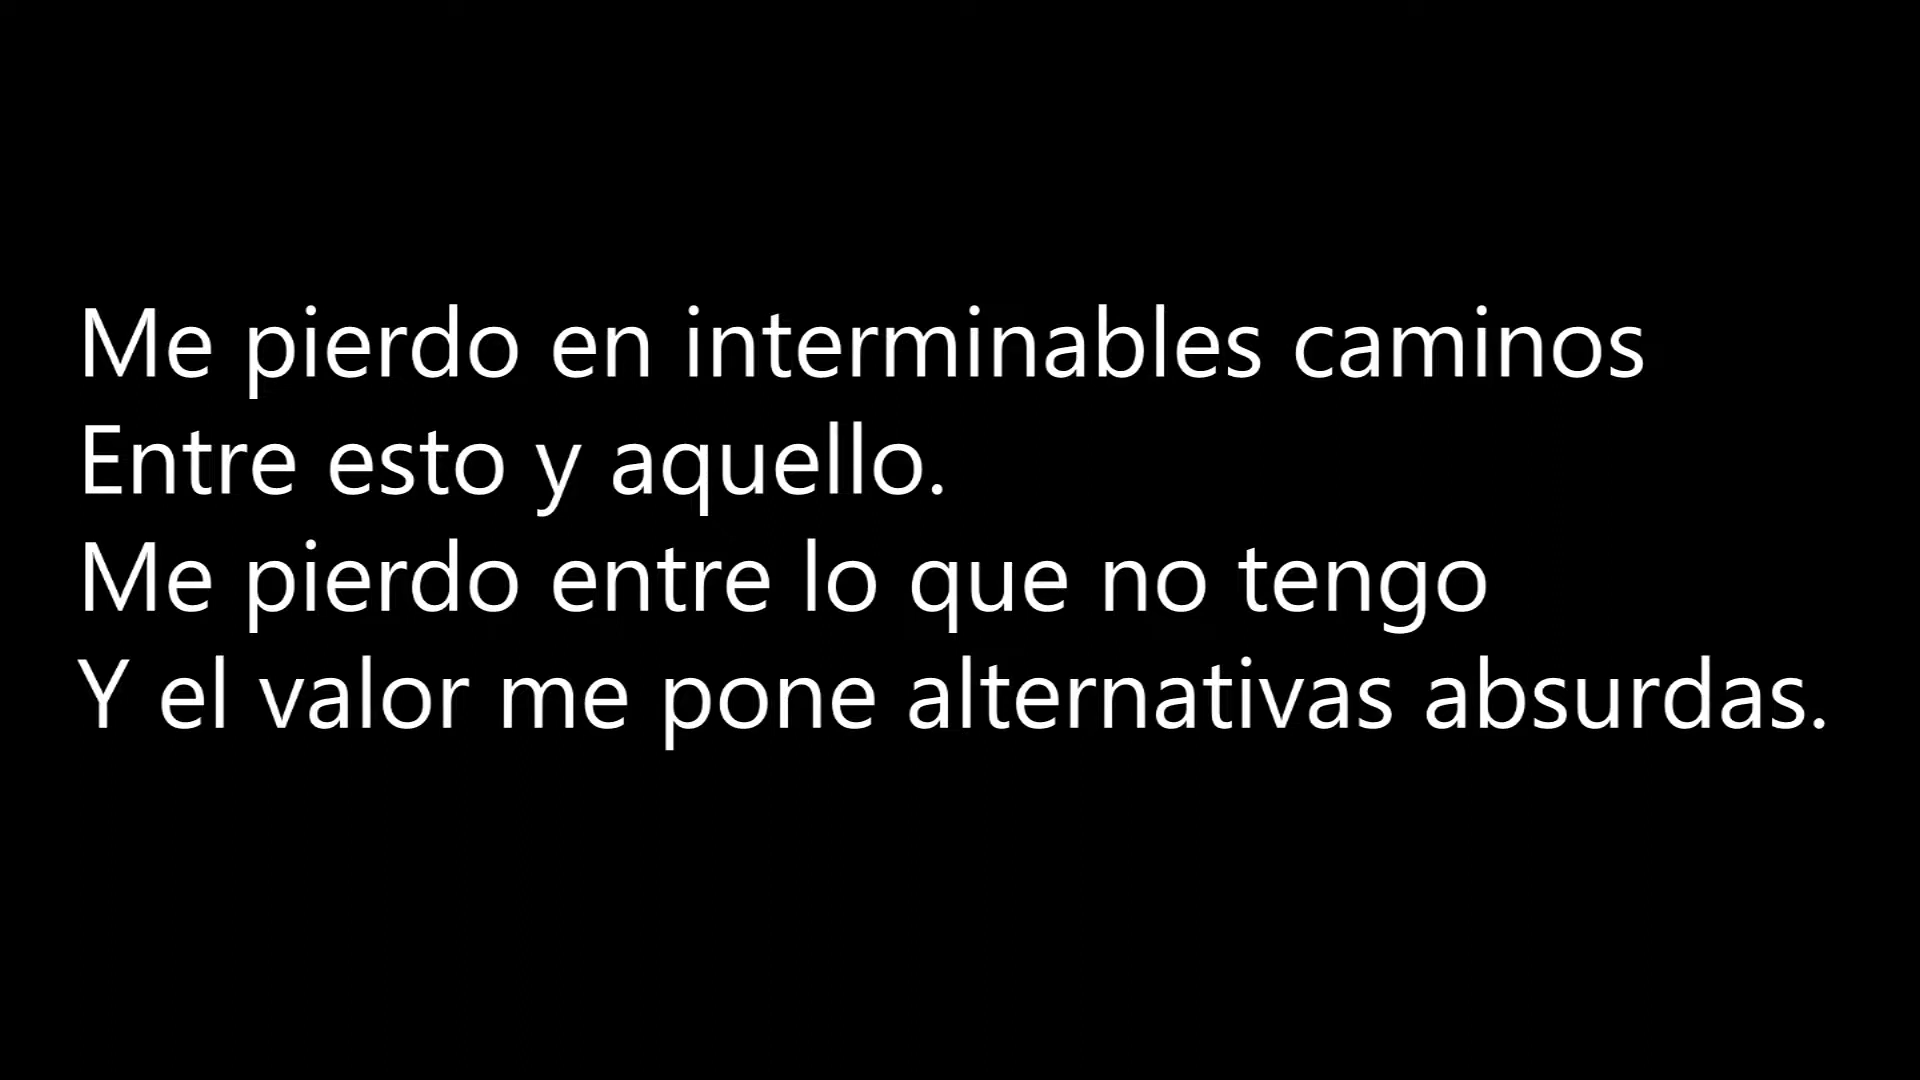 Me pierdo en interminables caminos
Entre esto y aquello.
Me pierdo entre lo que no tengo
Y el valor me pone alternativas absurdas.